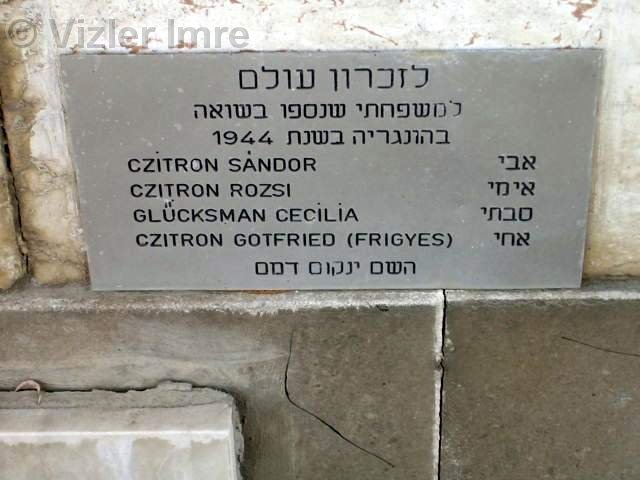 © Vizler Imre
לזכרון עולם
למשפחתי שנספו בשואה
בהונגריה בשנת 1944
CZITRON SÁNDOR אבי
CZITRON ROZSI אימי
GLÜCKSMAN CECILIA סבתי
CZITRON GOTFRIED (FRIGYES) אחי
השם ינקום דמם